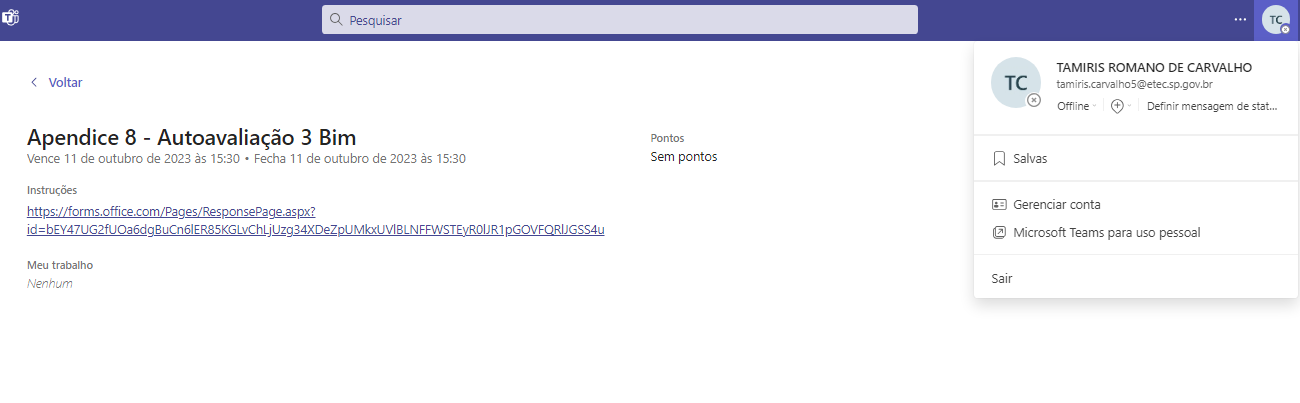 Pesquisar
TC
Voltar
Apendice 8 - Autoavaliação 3 Bim
Vence 11 de outubro de 2023 às 15:30 • Fecha 11 de outubro de 2023 às 15:30
Instruções
https://forms.office.com/Pages/ResponsePage.aspx?
id=bEY47UG2fUOa6dgBuCn6lER85KGLvChLjUzg34XDeZpUMkxUVlBLNFFWSTEyR0lJR1pGOVFQRlJGSS4u
Meu trabalho
Nenhum
Pontos
Sem pontos
TC
TAMIRIS ROMANO DE CARVALHO
tamiris.carvalho5@etec.sp.gov.br
Offline
Definir mensagem de stat...
Salvas
Gerenciar conta
Microsoft Teams para uso pessoal
Sair